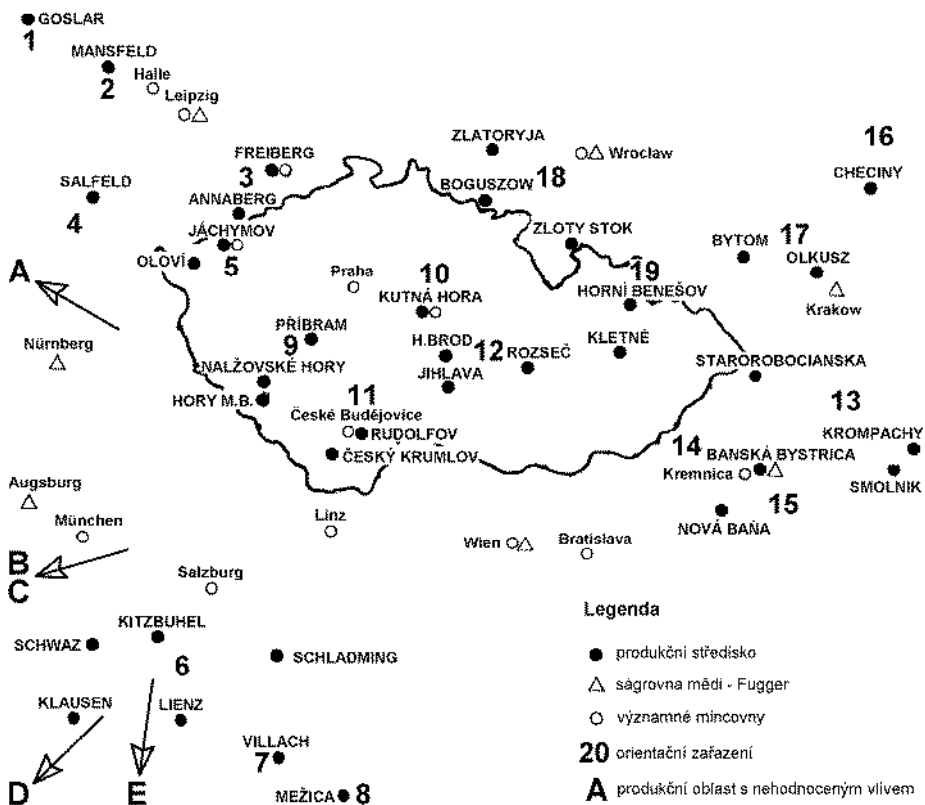 GOSLAR
1
MANSFELD
2
Halle
Leipzig
ZLATORYJA
Wroclaw
16
CHECINY
FREIBERG
3
SALFELD
4
ANNABERG
BOGUSZOW
18
JÁCHYMOV
5
OLOVÍ
ZLOTY STOK
BYTOM
17
OLKUSZ
Krakow
A
Praha
10
KUTNÁ HORA
19
HORNÍ BENEŠOV
Nürnberg
PŘÍBRAM
9
H.BROD
12
ROZSEČ
KLETNÉ
NALŽOVSKÉ HORY
JIHLAVA
STAROROBOCIANSKA
HORY M.B.
11
České Budějovice
RUDOLFOV
ČESKÝ KRUMLOV
13
KROMPACHY
14
BANSKÁ BYSTRICA
Kremnica
SMOLNIK
15
NOVÁ BAŇA
Augsburg
München
Linz
Wien
Bratislava
B
C
Salzburg
KITZBUHEL
SCHWAZ
6
SCHLADMING
KLAUSEN
LIENZ
D
E
VILLACH
7
MEŽICA
8
Legenda
produkční středisko
ságrovna mědi - Fugger
významné mincovny
20 orientační zařazení
A produkční oblast s nehodnoceným vlivem